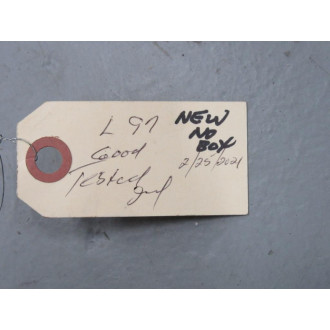 L 97
Good
Tested
NEW
NO
BOX
2/25/2021